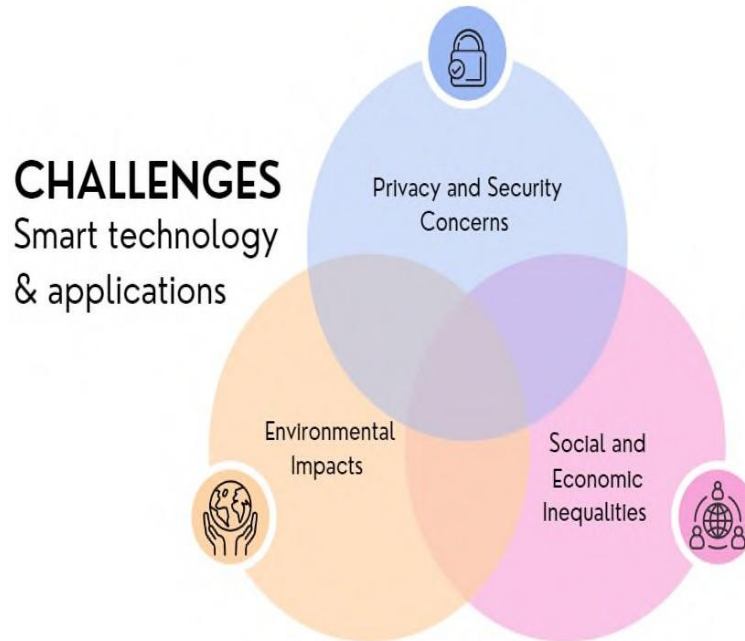 CHALLENGES
Smart technology
& applications
Privacy and Security
Concerns
Environmental
Impacts
Social and
Economic
Inequalities